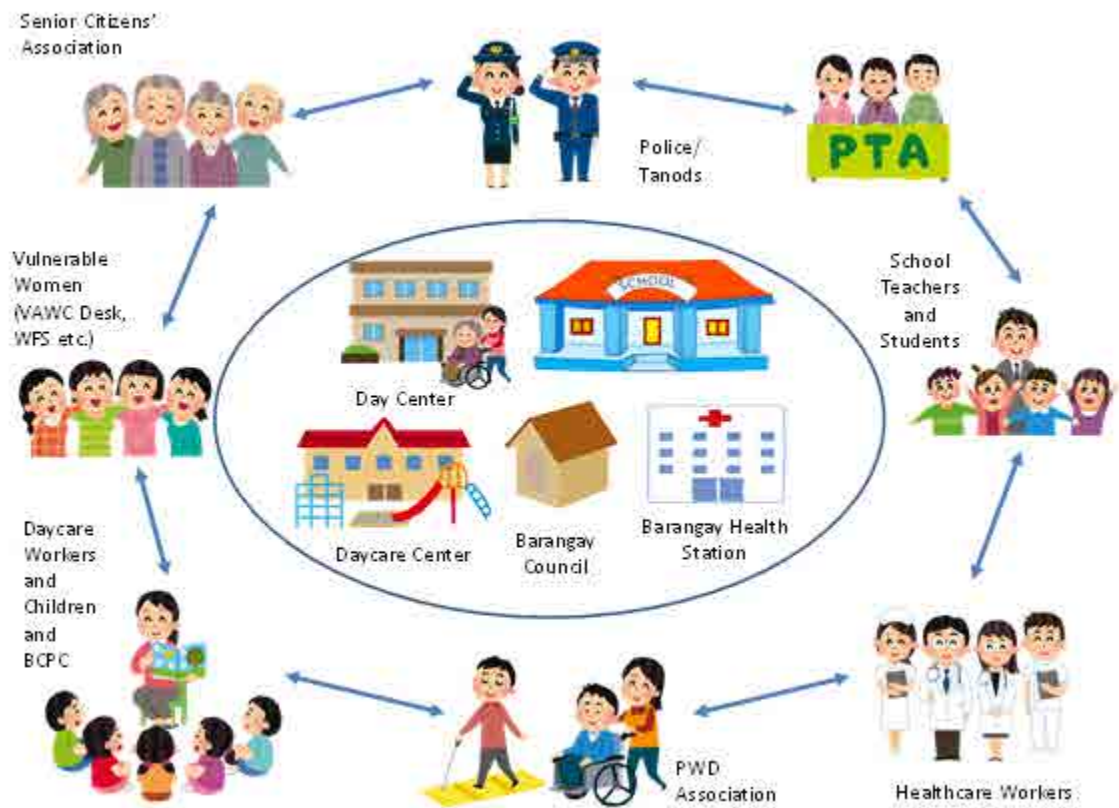 Senior Citizens'
Association
Police/
Tanods
PTA
Vulnerable
Women
(VAWC Desk,
WFS etc.)
School
Teachers
and
Students
SCHOOL
Day Center
Daycare Center
Barangay
Council
Barangay Health
Station
Daycare
Workers
and
Children
and
BCPC
PWD
Association
Healthcare Workers